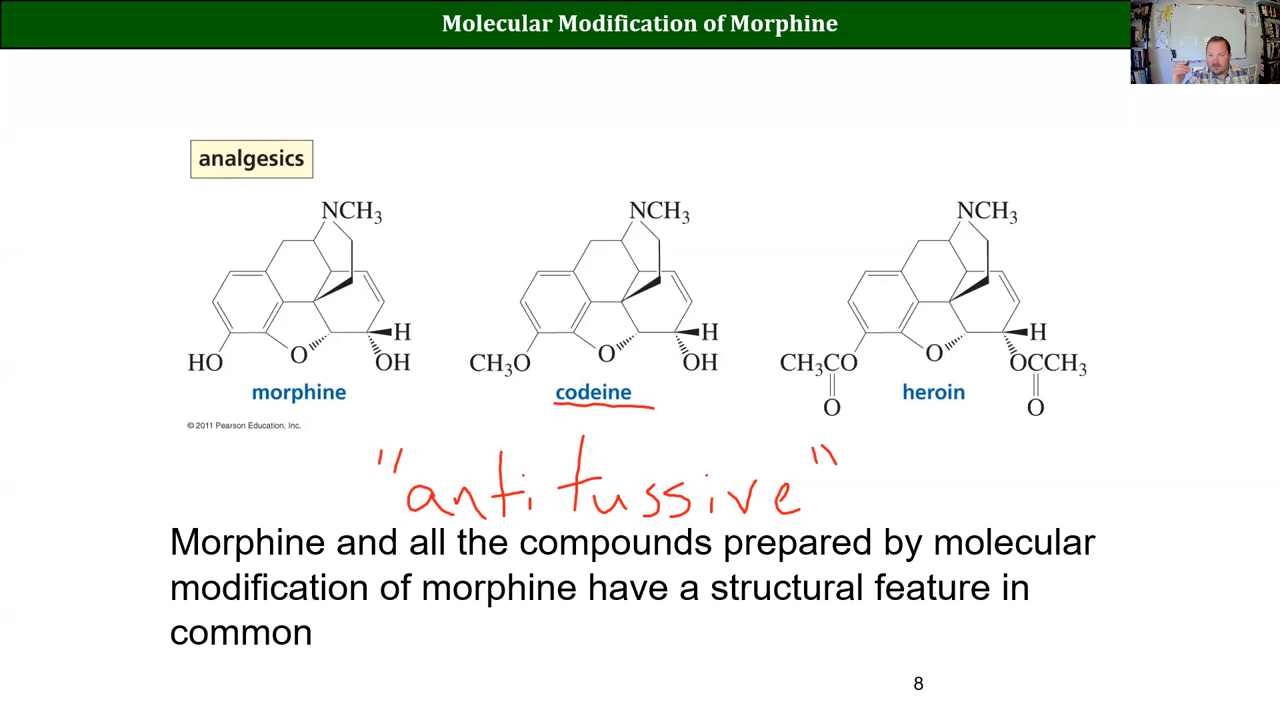 Molecular Modification of Morphine
analgesics
NCH₃ NCH₃ NCH₃
H H H
HO O OH CH₃O O OH CH₃CO O OCCH₃
morphine codeine heroin
O O
© 2011 Pearson Education, Inc.
"antitussive"
Morphine and all the compounds prepared by molecular
modification of morphine have a structural feature in
common
8